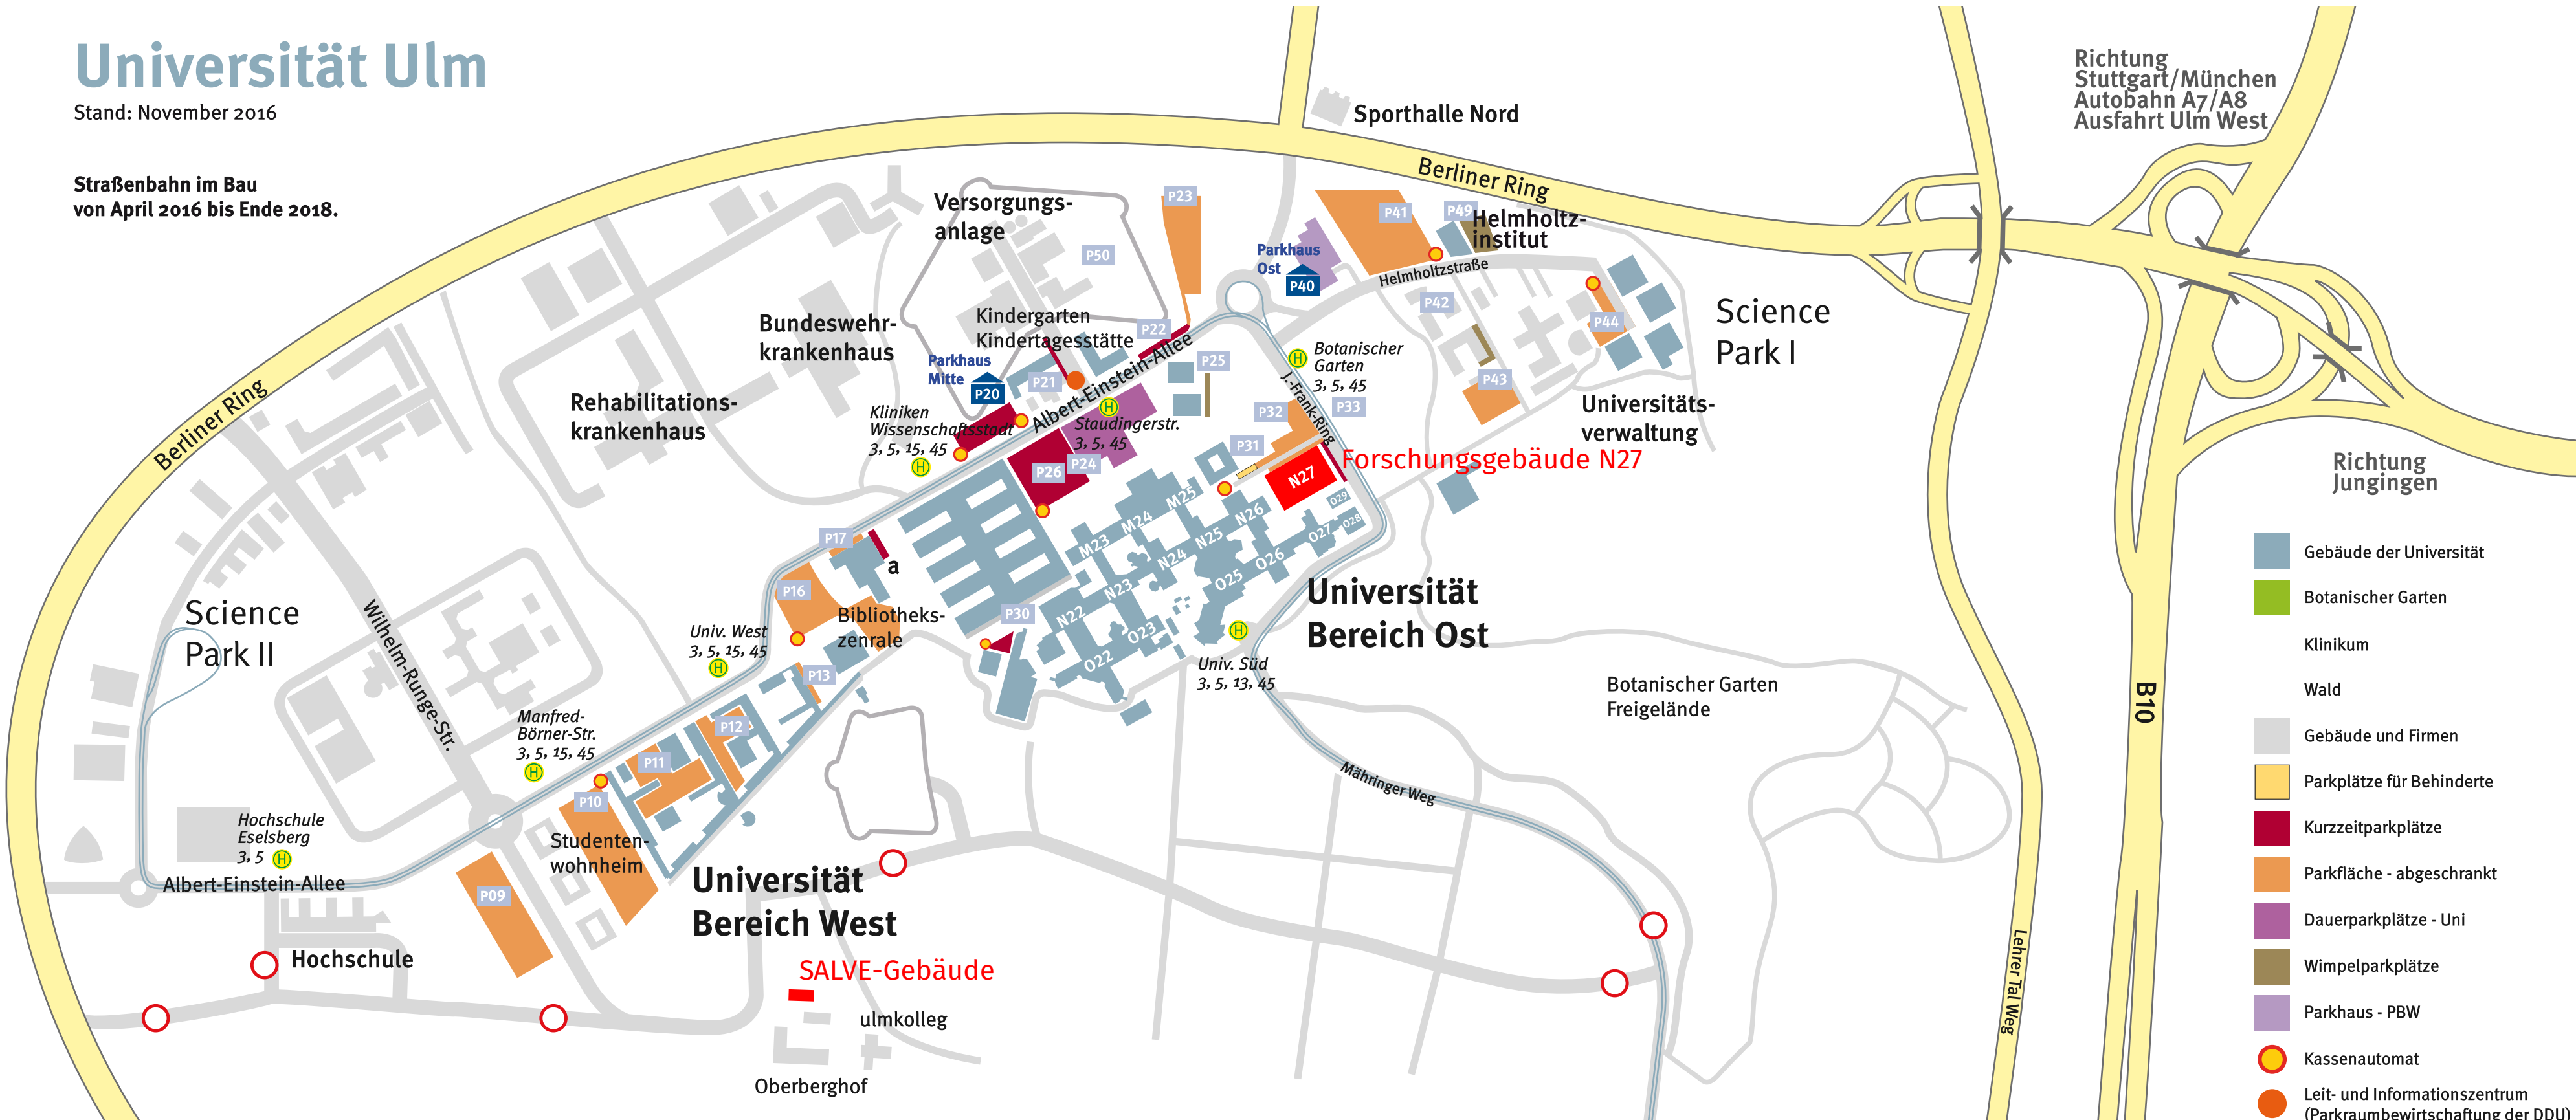 Universität Ulm
Stand: November 2016
Straßenbahn im Bau
von April 2016 bis Ende 2018.
Richtung
Stuttgart/München
Autobahn A7/A8
Ausfahrt Ulm West
Sporthalle Nord
Berliner Ring
Versorgungs-
anlage
P23
P50
P41
P49
Helmholtz-
institut
Parkhaus
Ost
P40
Helmholtzstraße
P42
P44
Science
Park I
Kindergarten
Kindertagesstätte
P22
Bundeswehr-
krankenhaus
Parkhaus
Mitte
P20
P21
Albert-Einstein-Allee
P25
H
Botanischer
Garten
3, 5, 45
J.-Frank-Ring
P43
Berliner Ring
Rehabilitations-
krankenhaus
Kliniken
Wissenschaftsstadt
3, 5, 15, 45
H
H
Staudingerstr.
3, 5, 45
P32
P33
Universitäts-
verwaltung
P31
P26
P24
Forschungsgebäude N27
N27
Richtung
Jungingen
M25
M24
M23
N26
N25
N24
N23
N22
O29
O28
O27
O26
O25
O23
O22
P17
a
P16
P30
Bibliotheks-
zenrale
Science
Park II
Wilhelm-Runge-Str.
Univ. West
3, 5, 15, 45
H
P13
Universität
Bereich Ost
H
Univ. Süd
3, 5, 13, 45
Botanischer Garten
Freigelände
B10
Manfred-
Börner-Str.
3, 5, 15, 45
H
P12
P11
P10
Mähringer Weg
Hochschule
Eselsberg
3, 5 H
Albert-Einstein-Allee
Studenten-
wohnheim
P09
Universität
Bereich West
Hochschule
SALVE-Gebäude
ulmkolleg
Oberberghof
Lehrer Tal Weg
Gebäude der Universität
Botanischer Garten
Klinikum
Wald
Gebäude und Firmen
Parkplätze für Behinderte
Kurzzeitparkplätze
Parkfläche - abgeschrankt
Dauerparkplätze - Uni
Wimpelparkplätze
Parkhaus - PBW
Kassenautomat
Leit- und Informationszentrum
(Parkraumbewirtschaftung der DDU)